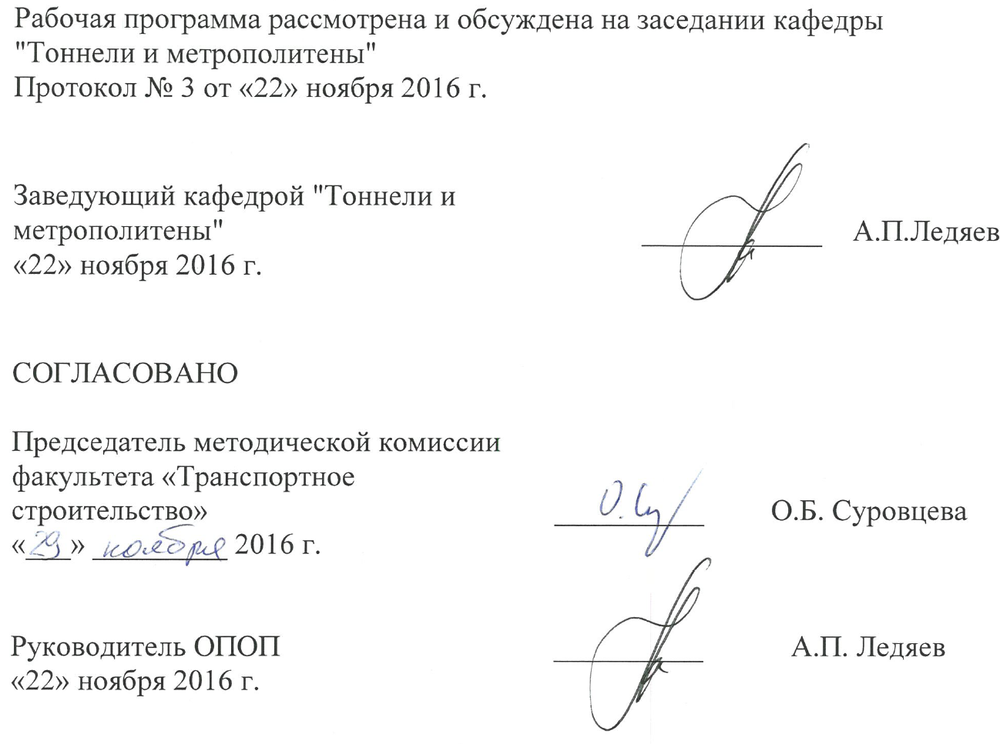 Рабочая программа рассмотрена и обсуждена на заседании кафедры
"Тоннели и метрополитены"
Протокол № 3 от «22» ноября 2016 г.
Заведующий кафедрой "Тоннели и
метрополитены"
«22» ноября 2016 г.
А.П.Ледяев
СОГЛАСОВАНО
Председатель методической комиссии
факультета «Транспортное
строительство»
О.Б. Суровцева
«29» ноября 2016 г.
Руководитель ОПОП
А.П. Ледяев
«22» ноября 2016 г.